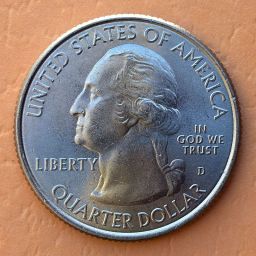 UNITED STATES OF AMERICA
LIBERTY
IN
GOD WE
TRUST
D
QUARTER DOLLAR